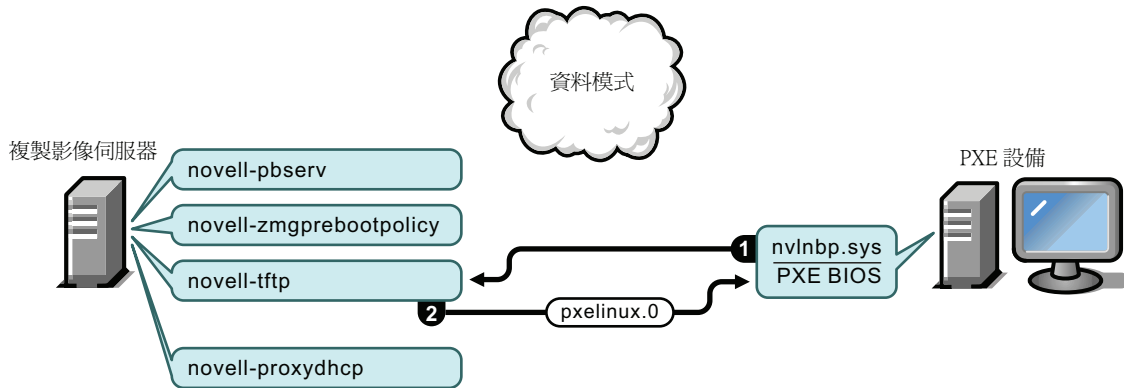 資料模式
複製影像伺服器
novell-pbserv
novell-zmgprebootpolicy
novell-tftp
novell-proxydhcp
1
2
pxelinux.0
nvlnbp.sys
PXE BIOS
PXE 設備